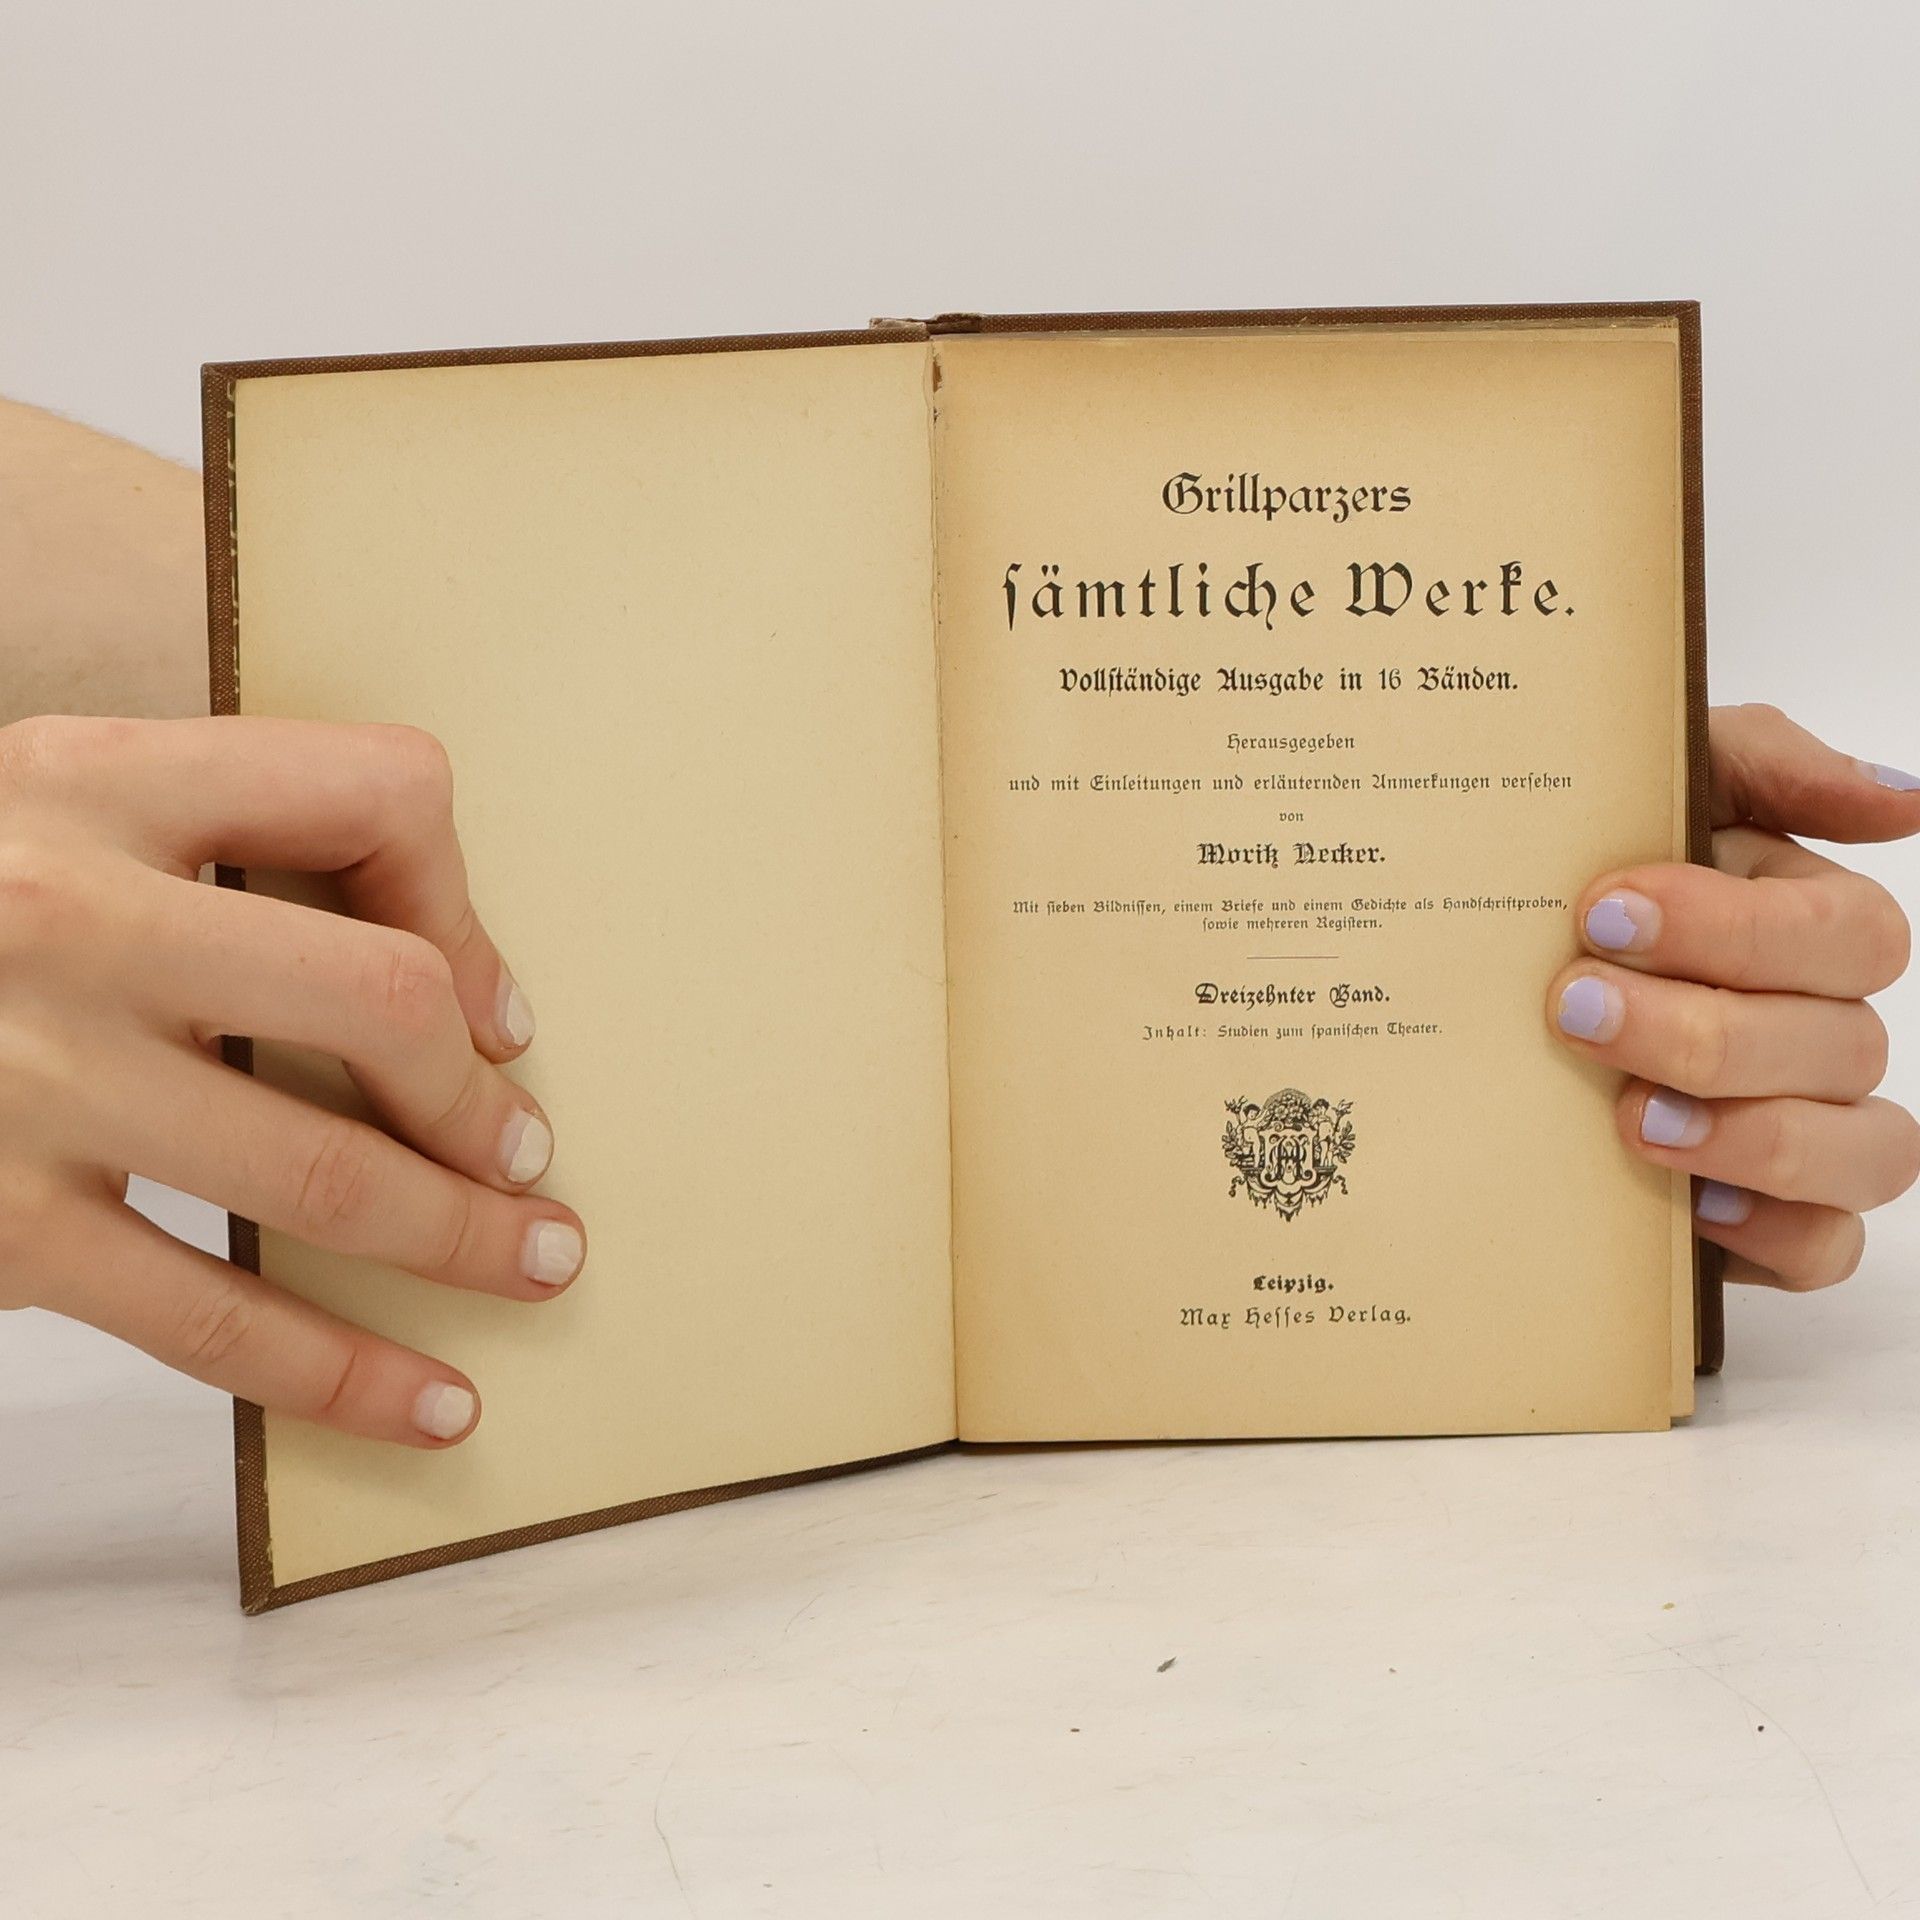 Grillparzers
ſämtliche Werke.
Vollſtändige Ausgabe in 16 Bänden.
Herausgegeben
und mit Einleitungen und erläuternden Anmerkungen verſehen
von
Moritz Necker.
Mit ſieben Bildniſſen, einem Briefe und einem Gedichte als Handſchriftproben,
ſowie mehreren Regiſtern.
Dreizehnter Band.
Inhalt: Studien zum ſpaniſchen Theater.
Leipzig.
Max Heſſes Verlag.